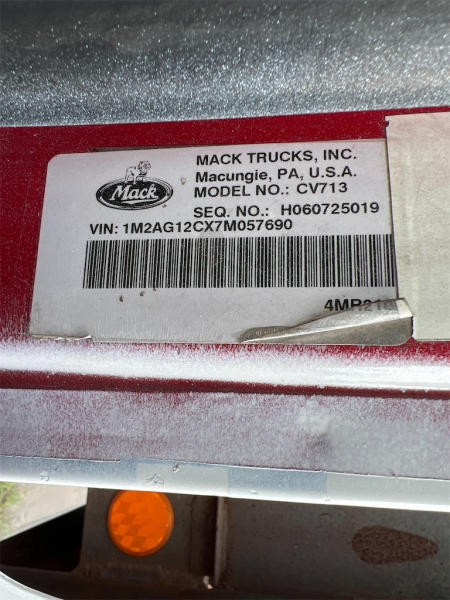 Mack
MACK TRUCKS, INC.
Macungie, PA, U.S.A.
MODEL NO.: CV713
SEQ. NO.: H060725019
VIN: 1M2AG12CX7M057690